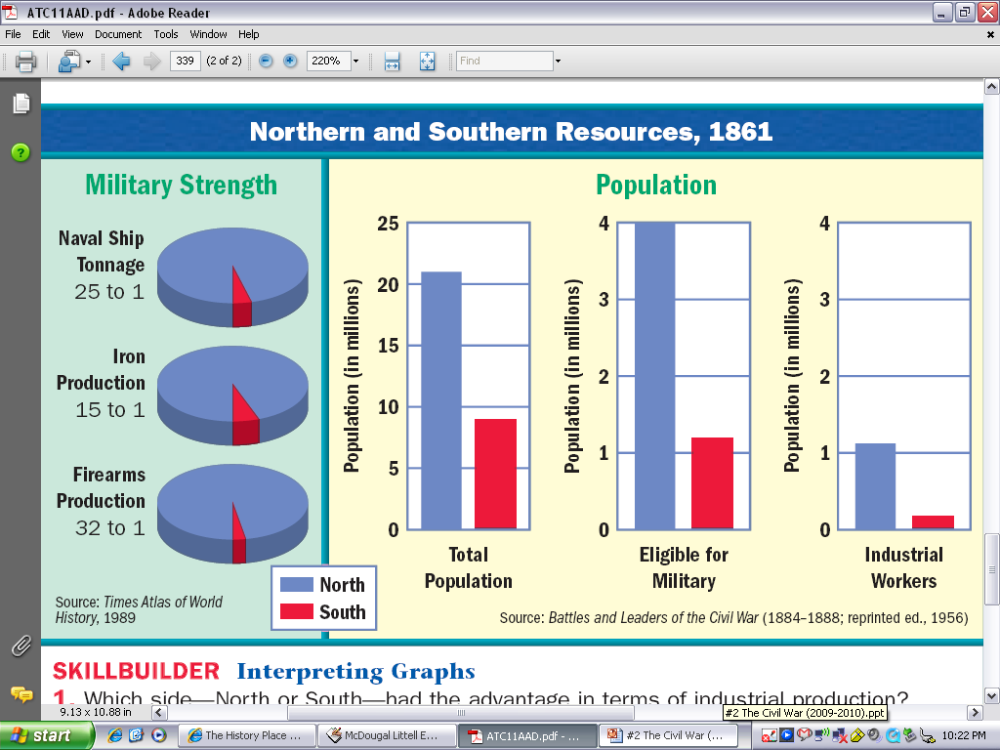 ATC11AAD.pdf - Adobe Reader
File Edit View Document Tools Window Help
339 (2 of 2) 220% Find
Northern and Southern Resources, 1861
Military Strength
Naval Ship
Tonnage
25 to 1
Iron
Production
15 to 1
Firearms
Production
32 to 1
Source: Times Atlas of World
History, 1989
North
South
Population
Population (in millions)
25
20
15
10
5
0
Total
Population
Population (in millions)
4
3
2
1
0
Eligible for
Military
Population (in millions)
4
3
2
1
0
Industrial
Workers
Source: Battles and Leaders of the Civil War (1884–1888; reprinted ed., 1956)
SKILLBUILDER Interpreting Graphs
1. Which side—North or South—had the advantage in terms of industrial production?
9.13 x 10.88 in
#2 The Civil War (2009-2010).ppt
start
The History Place ...
McDougal Littell E...
ATC11AAD.pdf - ...
#2 The Civil War (...
10:22 PM